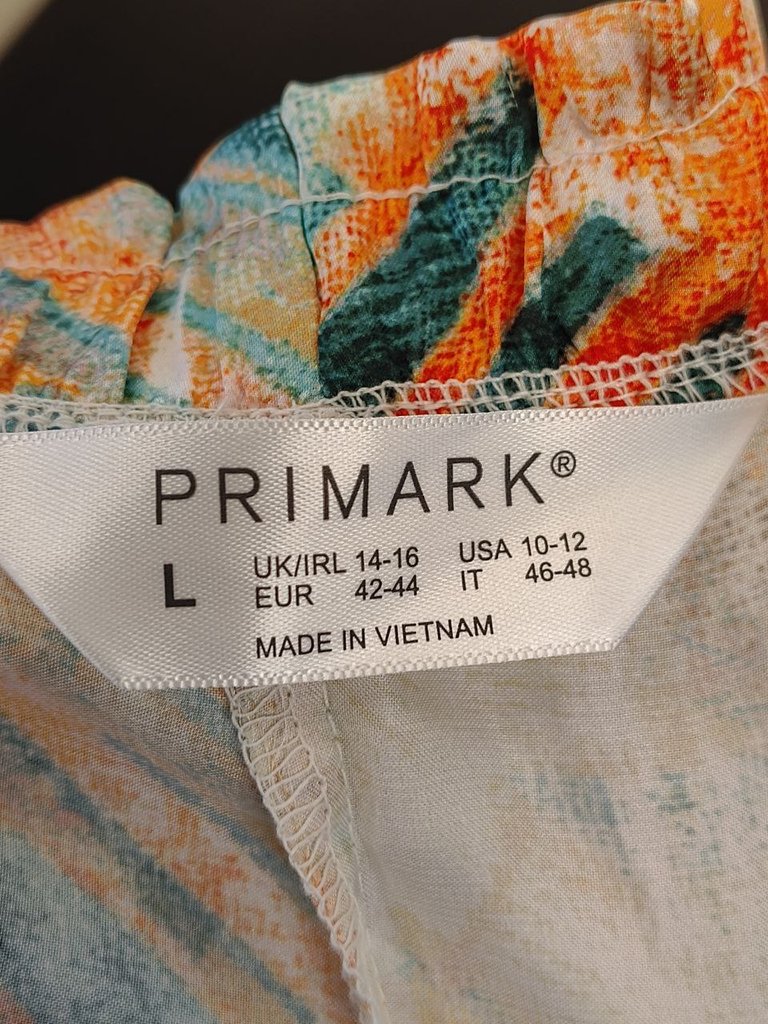 PRIMARK®
L
UK/IRL 14-16 USA 10-12
EUR 42-44 IT 46-48
MADE IN VIETNAM